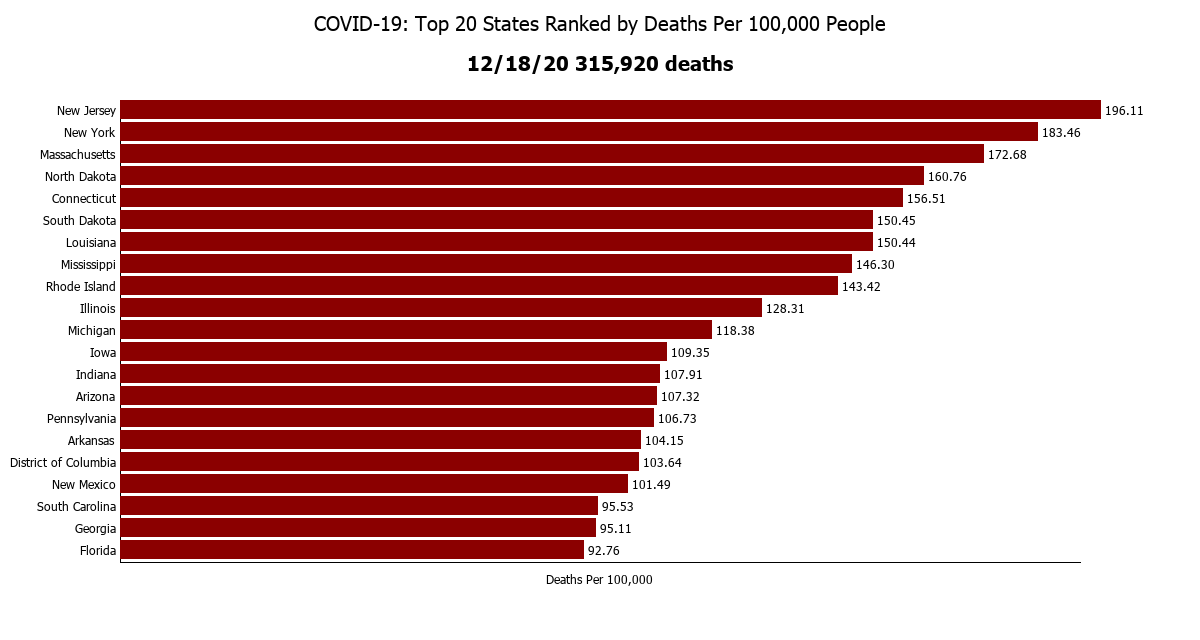 COVID-19: Top 20 States Ranked by Deaths Per 100,000 People
12/18/20 315,920 deaths
New Jersey 196.11
New York 183.46
Massachusetts 172.68
North Dakota 160.76
Connecticut 156.51
South Dakota 150.45
Louisiana 150.44
Mississippi 146.30
Rhode Island 143.42
Illinois 128.31
Michigan 118.38
Iowa 109.35
Indiana 107.91
Arizona 107.32
Pennsylvania 106.73
Arkansas 104.15
District of Columbia 103.64
New Mexico 101.49
South Carolina 95.53
Georgia 95.11
Florida 92.76
Deaths Per 100,000